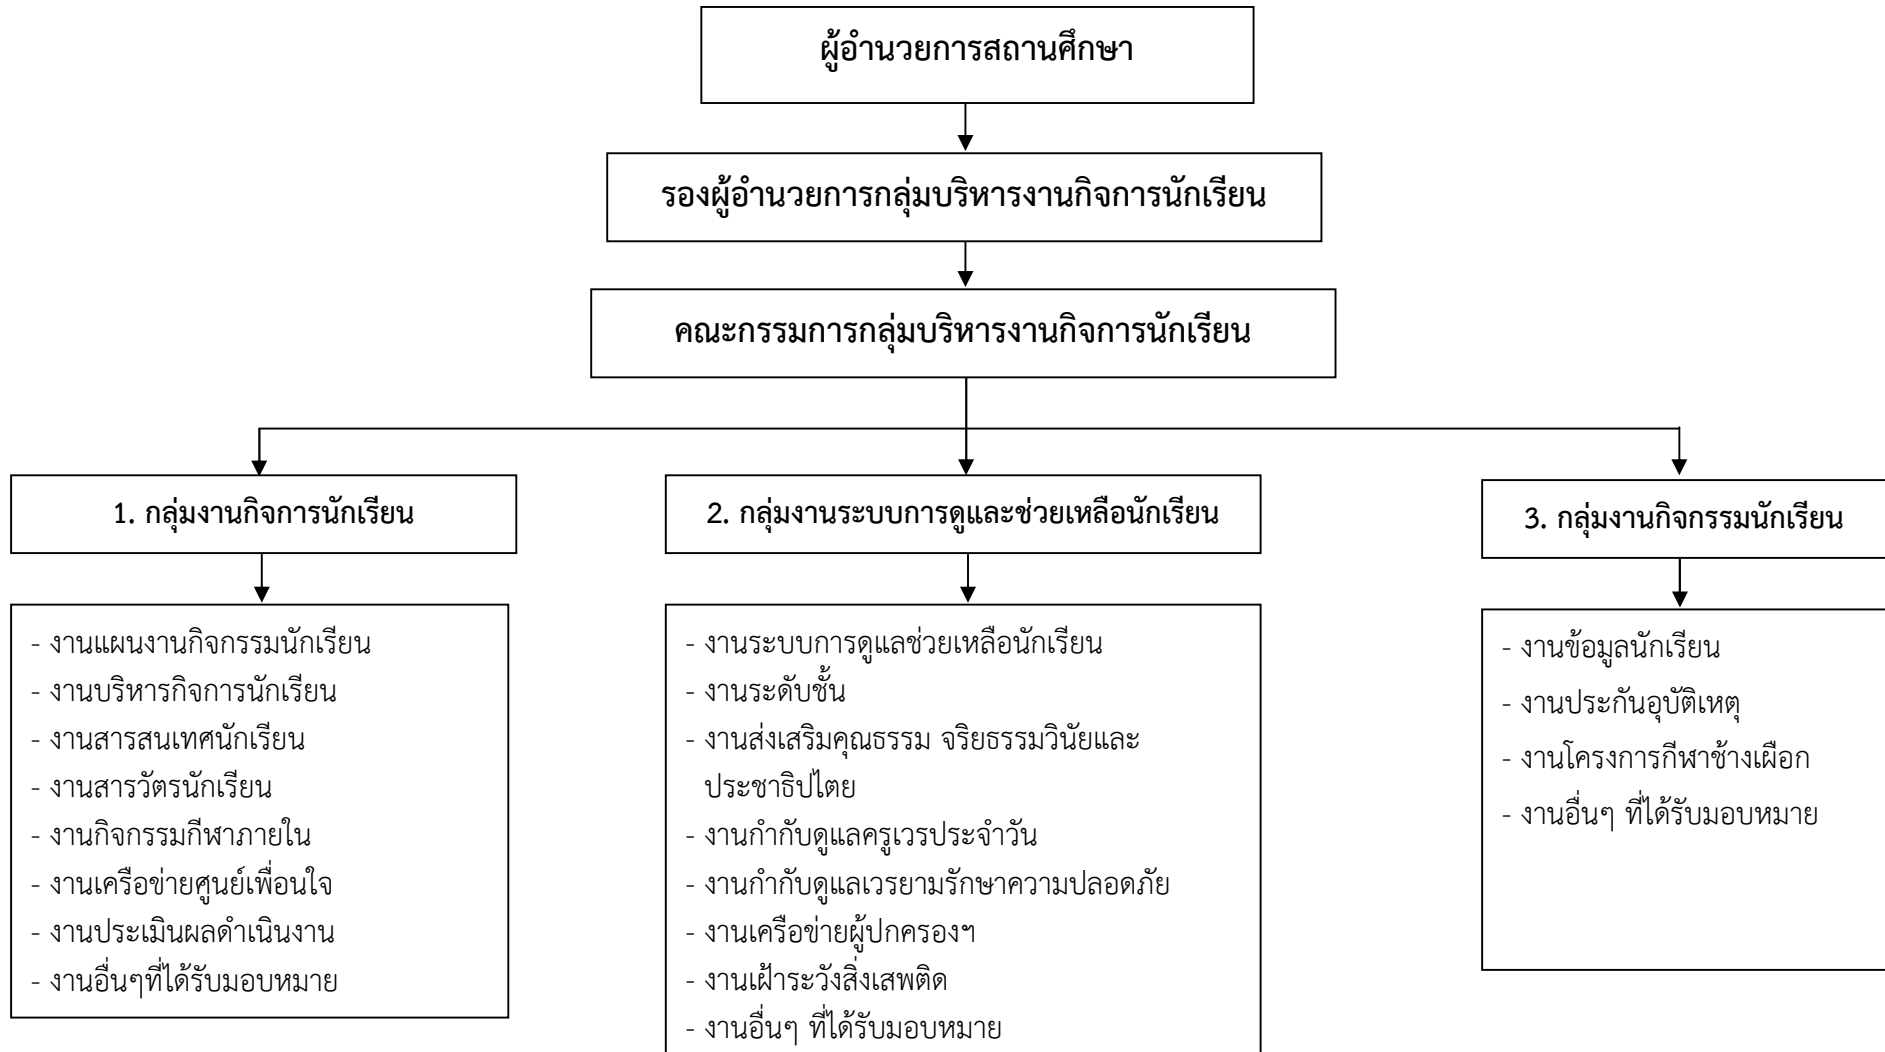 ผู้อำนวยการสถานศึกษา
รองผู้อำนวยการกลุ่มบริหารงานกิจการนักเรียน
คณะกรรมการกลุ่มบริหารงานกิจการนักเรียน
1. กลุ่มงานกิจการนักเรียน
- งานแผนงานกิจกรรมนักเรียน
- งานบริหารกิจการนักเรียน
- งานสารสนเทศนักเรียน
- งานสารวัตรนักเรียน
- งานกิจกรรมกีฬาภายใน
- งานเครือข่ายศูนย์เพื่อนใจ
- งานประเมินผลดำเนินงาน
- งานอื่นๆที่ได้รับมอบหมาย
2. กลุ่มงานระบบการดูและช่วยเหลือนักเรียน
- งานระบบการดูแลช่วยเหลือนักเรียน
- งานระดับชั้น
- งานส่งเสริมคุณธรรม จริยธรรมวินัยและ
ประชาธิปไตย
- งานกำกับดูแลครูเวรประจำวัน
- งานกำกับดูแลเวรยามรักษาความปลอดภัย
- งานเครือข่ายผู้ปกครองฯ
- งานเฝ้าระวังสิ่งเสพติด
- งานอื่นๆ ที่ได้รับมอบหมาย
3. กลุ่มงานกิจกรรมนักเรียน
- งานข้อมูลนักเรียน
- งานประกันอุบัติเหตุ
- งานโครงการกีฬาช้างเผือก
- งานอื่นๆ ที่ได้รับมอบหมาย